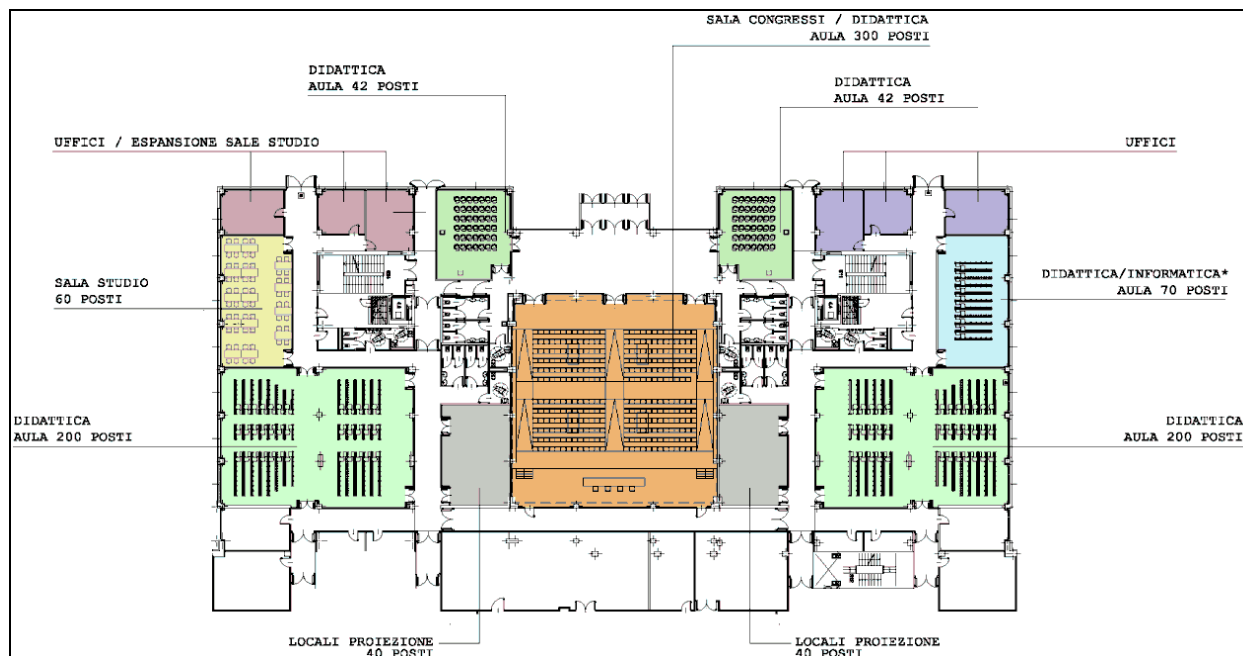 SALA CONGRESSI / DIDATTICA
AULA 300 POSTI
DIDATTICA
AULA 42 POSTI
DIDATTICA
AULA 42 POSTI
UFFICI / ESPANSIONE SALE STUDIO
UFFICI
SALA STUDIO
60 POSTI
DIDATTICA/INFORMATICA*
AULA 70 POSTI
DIDATTICA
AULA 200 POSTI
DIDATTICA
AULA 200 POSTI
LOCALI PROIEZIONE
40 POSTI
LOCALI PROIEZIONE
40 POSTI